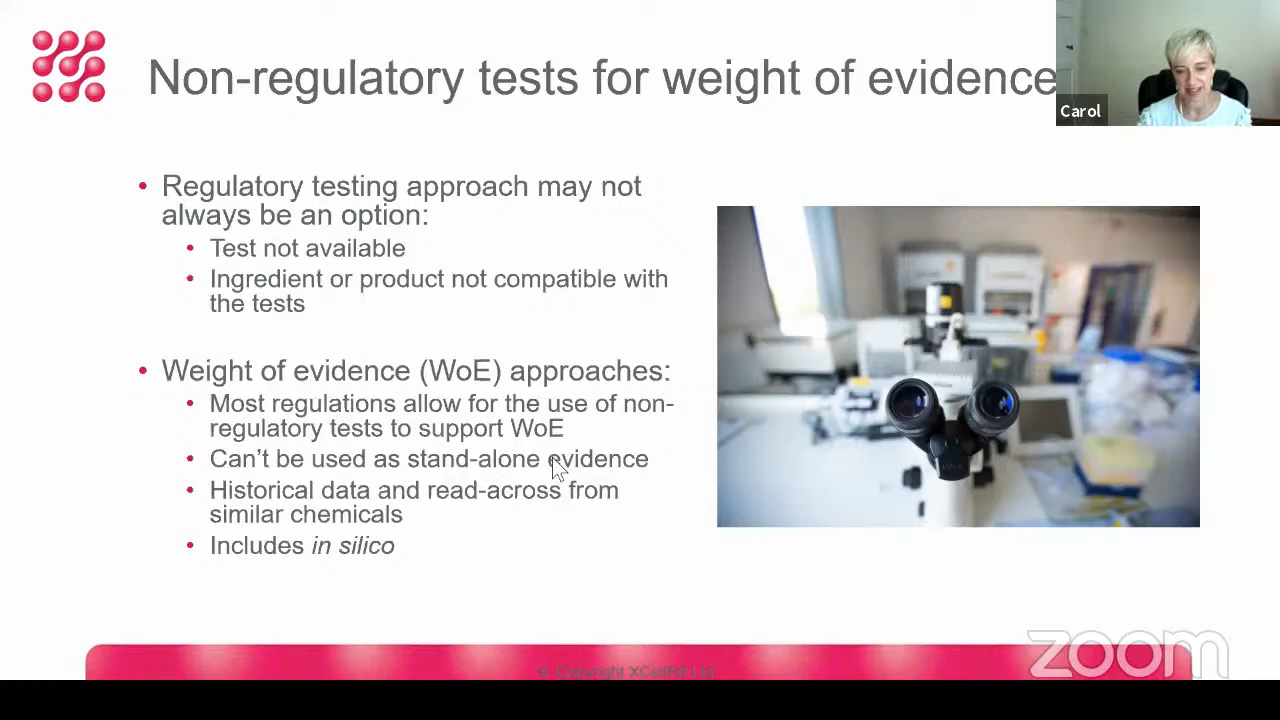 Non-regulatory tests for weight of evidence
Carol
• Regulatory testing approach may not
always be an option:
• Test not available
• Ingredient or product not compatible with
the tests
• Weight of evidence (WoE) approaches:
• Most regulations allow for the use of non-
regulatory tests to support WoE
• Can't be used as stand-alone evidence
• Historical data and read-across from
similar chemicals
• Includes in silico
© Copyright XCellR8 Ltd
zoom